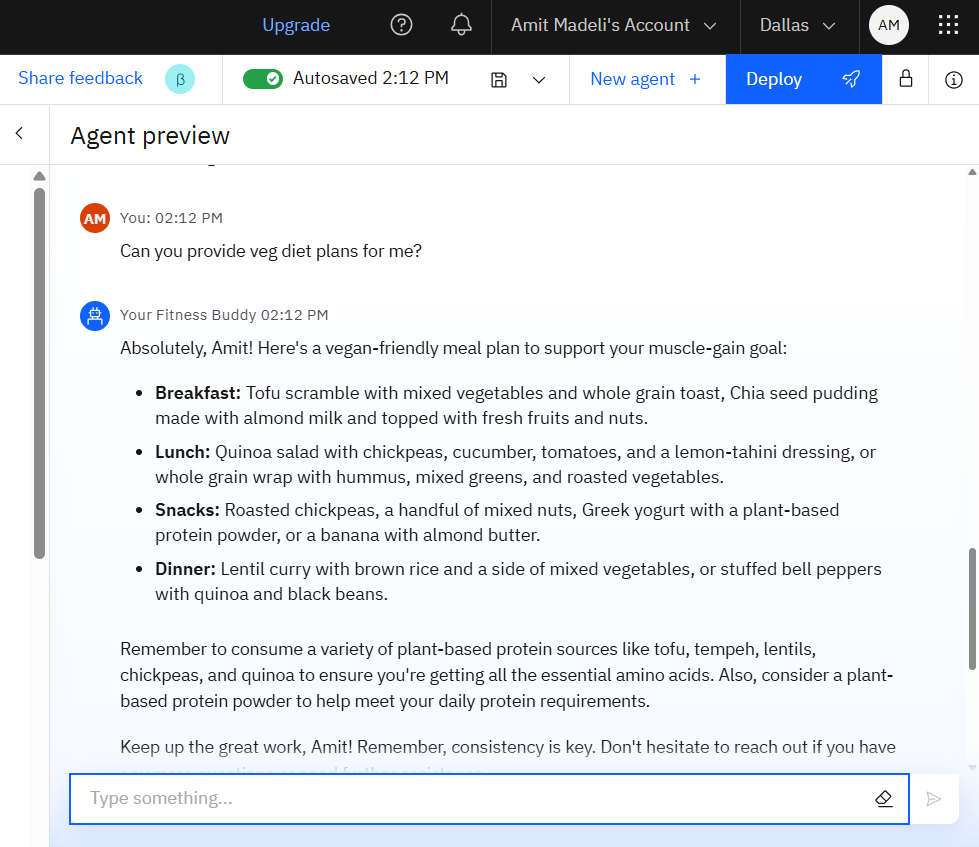 Upgrade
Amit Madeli's Account
Dallas
AM
Share feedback
β
Autosaved 2:12 PM
New agent +
Deploy
Agent preview
AM
You: 02:12 PM
Can you provide veg diet plans for me?
Your Fitness Buddy 02:12 PM
Absolutely, Amit! Here's a vegan-friendly meal plan to support your muscle-gain goal:
• Breakfast: Tofu scramble with mixed vegetables and whole grain toast, Chia seed pudding
made with almond milk and topped with fresh fruits and nuts.
• Lunch: Quinoa salad with chickpeas, cucumber, tomatoes, and a lemon-tahini dressing, or
whole grain wrap with hummus, mixed greens, and roasted vegetables.
• Snacks: Roasted chickpeas, a handful of mixed nuts, Greek yogurt with a plant-based
protein powder, or a banana with almond butter.
• Dinner: Lentil curry with brown rice and a side of mixed vegetables, or stuffed bell peppers
with quinoa and black beans.
Remember to consume a variety of plant-based protein sources like tofu, tempeh, lentils,
chickpeas, and quinoa to ensure you're getting all the essential amino acids. Also, consider a plant-
based protein powder to help meet your daily protein requirements.
Keep up the great work, Amit! Remember, consistency is key. Don't hesitate to reach out if you have
Type something...